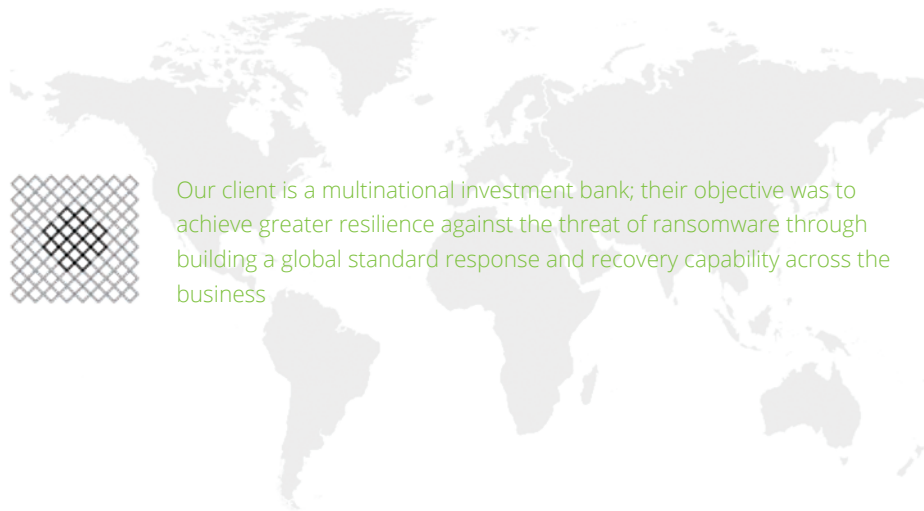 Our client is a multinational investment bank; their objective was to
achieve greater resilience against the threat of ransomware through
building a global standard response and recovery capability across the
business